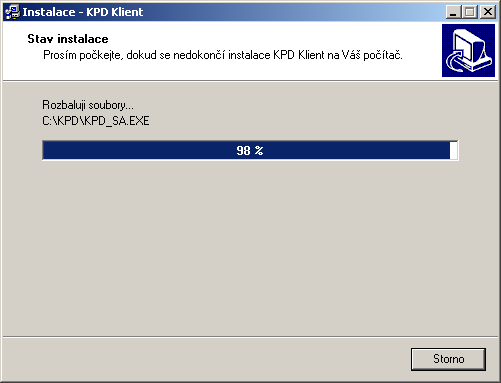 Instalace - KPD Klient
Stav instalace
Prosím počkejte, dokud se nedokončí instalace KPD Klient na Váš počítač.
Rozbaluji soubory...
C:\KPD\KPD_SA.EXE
98 %
Storno